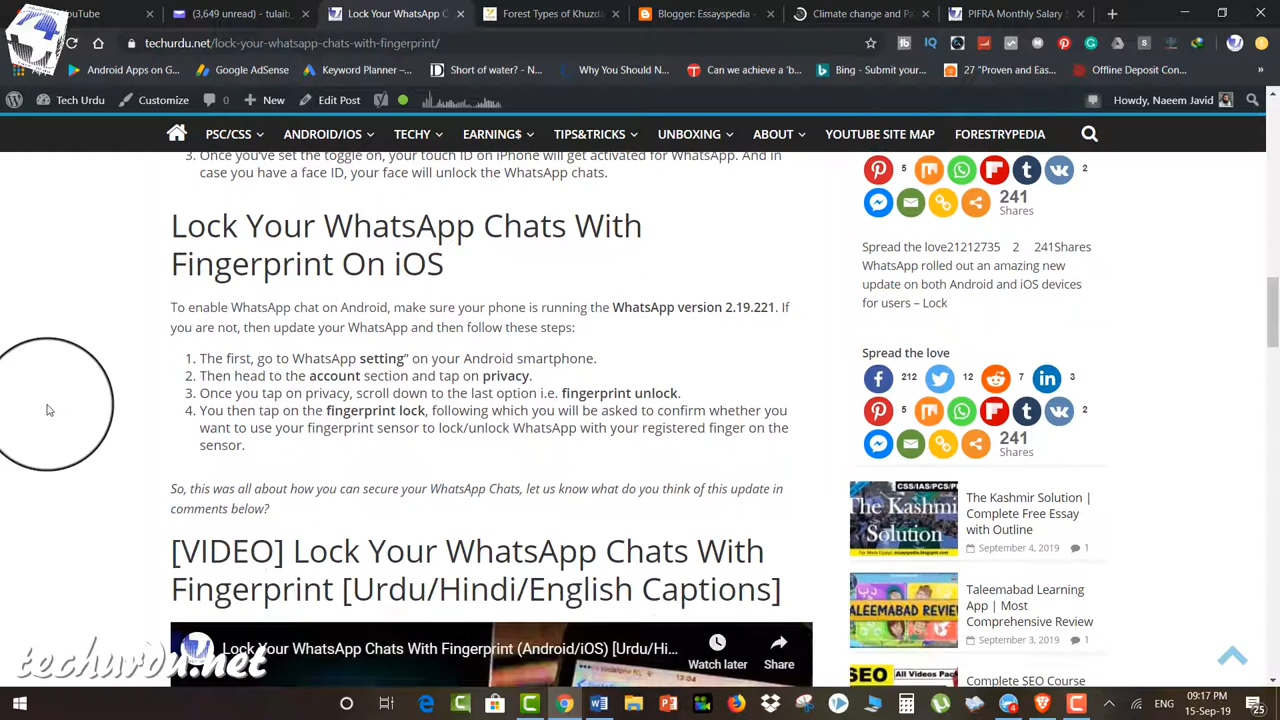 uTube
(3,649 unread) - tulaib
Lock Your WhatsApp C
Forest Types of Khuzda
Blogger: Essay
Climate change and P
PIFRA Monthly Salary S
techurdu.net/lock-your-whatsapp-chats-with-fingerprint/
Android Apps on G...
Google AdSense
Keyword Planner –...
Short of water? - N...
Why You Should N...
Can we achieve a 'b...
Bing - Submit your...
27 "Proven and Eas...
Offline Deposit Con...
Tech Urdu
Customize
0
New
Edit Post
Howdy, Naeem Javid
PSC/CSS
ANDROID/IOS
TECHY
EARNING$
TIPS&TRICKS
UNBOXING
ABOUT
YOUTUBE SITE MAP
FORESTRYPEDIA
3. Once you've set the toggle on, your touch ID on iPhone will get activated for WhatsApp. And in
case you have a face ID, your face will unlock the WhatsApp chats.
Lock Your WhatsApp Chats With
Fingerprint On iOS
To enable WhatsApp chat on Android, make sure your phone is running the WhatsApp version 2.19.221. If
you are not, then update your WhatsApp and then follow these steps:
1. The first, go to WhatsApp setting" on your Android smartphone.
2. Then head to the account section and tap on privacy.
3. Once you tap on privacy, scroll down to the last option i.e. fingerprint unlock.
4. You then tap on the fingerprint lock, following which you will be asked to confirm whether you
want to use your fingerprint sensor to lock/unlock WhatsApp with your registered finger on the
sensor.
So, this was all about how you can secure your WhatsApp Chats, let us know what do you think of this update in
comments below?
[VIDEO] Lock Your WhatsApp Chats With
Fingerprint [Urdu/Hindi/English Captions]
Lock Your WhatsApp Chats With Fingerprint (Android/iOS) [Urdu/Hi...
Watch later
Share
5
2
241
Shares
Spread the love21212735 2 241Shares
WhatsApp rolled out an amazing new
update on both Android and iOS devices
for users – Lock
Spread the love
212
12
7
3
5
2
241
Shares
CSS/IAS/PCS/P
The Kashmir
Solution
The Kashmir Solution |
Complete Free Essay
with Outline
September 4, 2019
1
TALEEMABAD REVIEW
Taleemabad Learning
App | Most
Comprehensive Review
September 3, 2019
1
SEO
All Videos Pac
Complete SEO Course
techurdu.net
ENG
09:17 PM
15-Sep-19
25